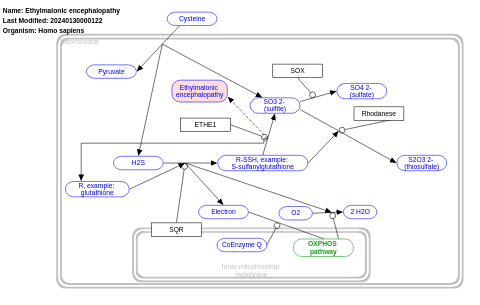 Name: Ethylmalonic encephalopathy
Last Modified: 20240130000122
Organism: Homo sapiens
Cysteine
Mitochondria
Pyruvate
SOX
Ethylmalonic
encephalopathy
SO3 2-
(sulfite)
SO4 2-
(sulfate)
Rhodanese
ETHE1
H2S
R-SSH, example:
S-sulfanylglutathione
S2O3 2-
(thiosulfate)
R, example:
glutathione
Electron
O2
2 H2O
SQR
CoEnzyme Q
OXPHOS
pathway
Inner mitochondrial
membrane